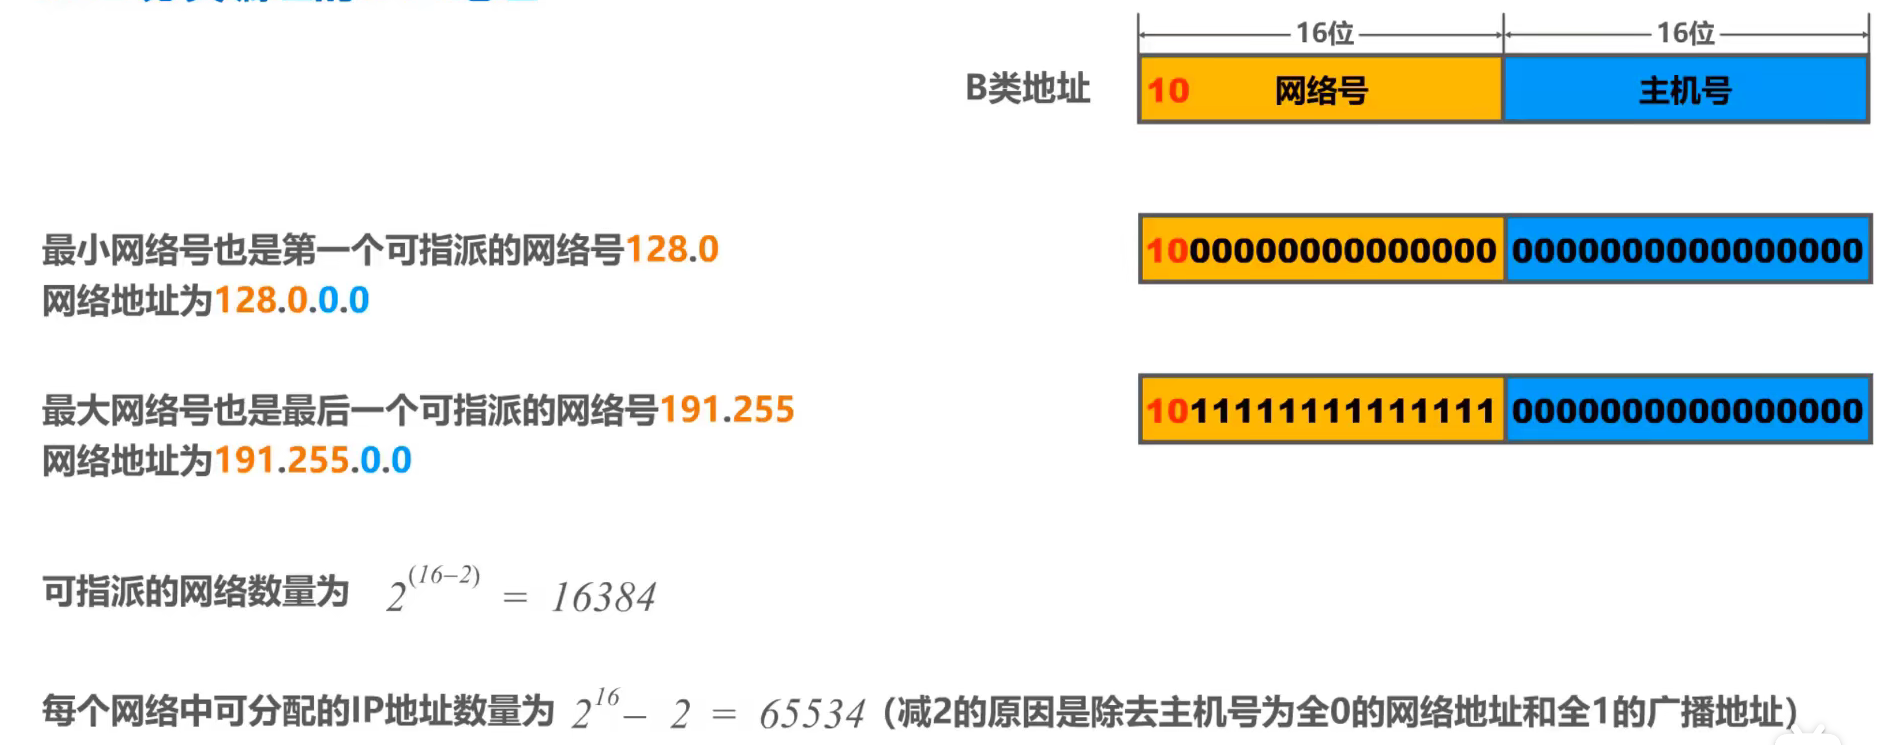 16位 16位
B类地址 10 网络号 主机号
最小网络号也是第一个可指派的网络号128.0
网络地址为128.0.0.0
1000000000000000 0000000000000000
最大网络号也是最后一个可指派的网络号191.255
网络地址为191.255.0.0
1011111111111111 0000000000000000
可指派的网络数量为 2^(16-2) = 16384
每个网络中可分配的IP地址数量为 2^16 - 2 = 65534 (减2的原因是除去主机号为全0的网络地址和全1的广播地址)